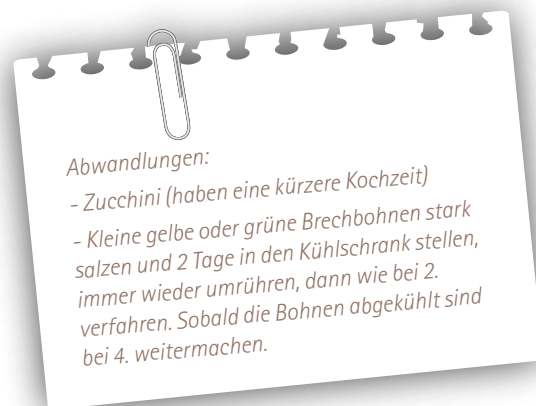 Abwandlungen:
- Zucchini (haben eine kürzere Kochzeit)
- Kleine gelbe oder grüne Brechbohnen stark
salzen und 2 Tage in den Kühlschrank stellen,
immer wieder umrühren, dann wie bei 2.
verfahren. Sobald die Bohnen abgekühlt sind
bei 4. weitermachen.